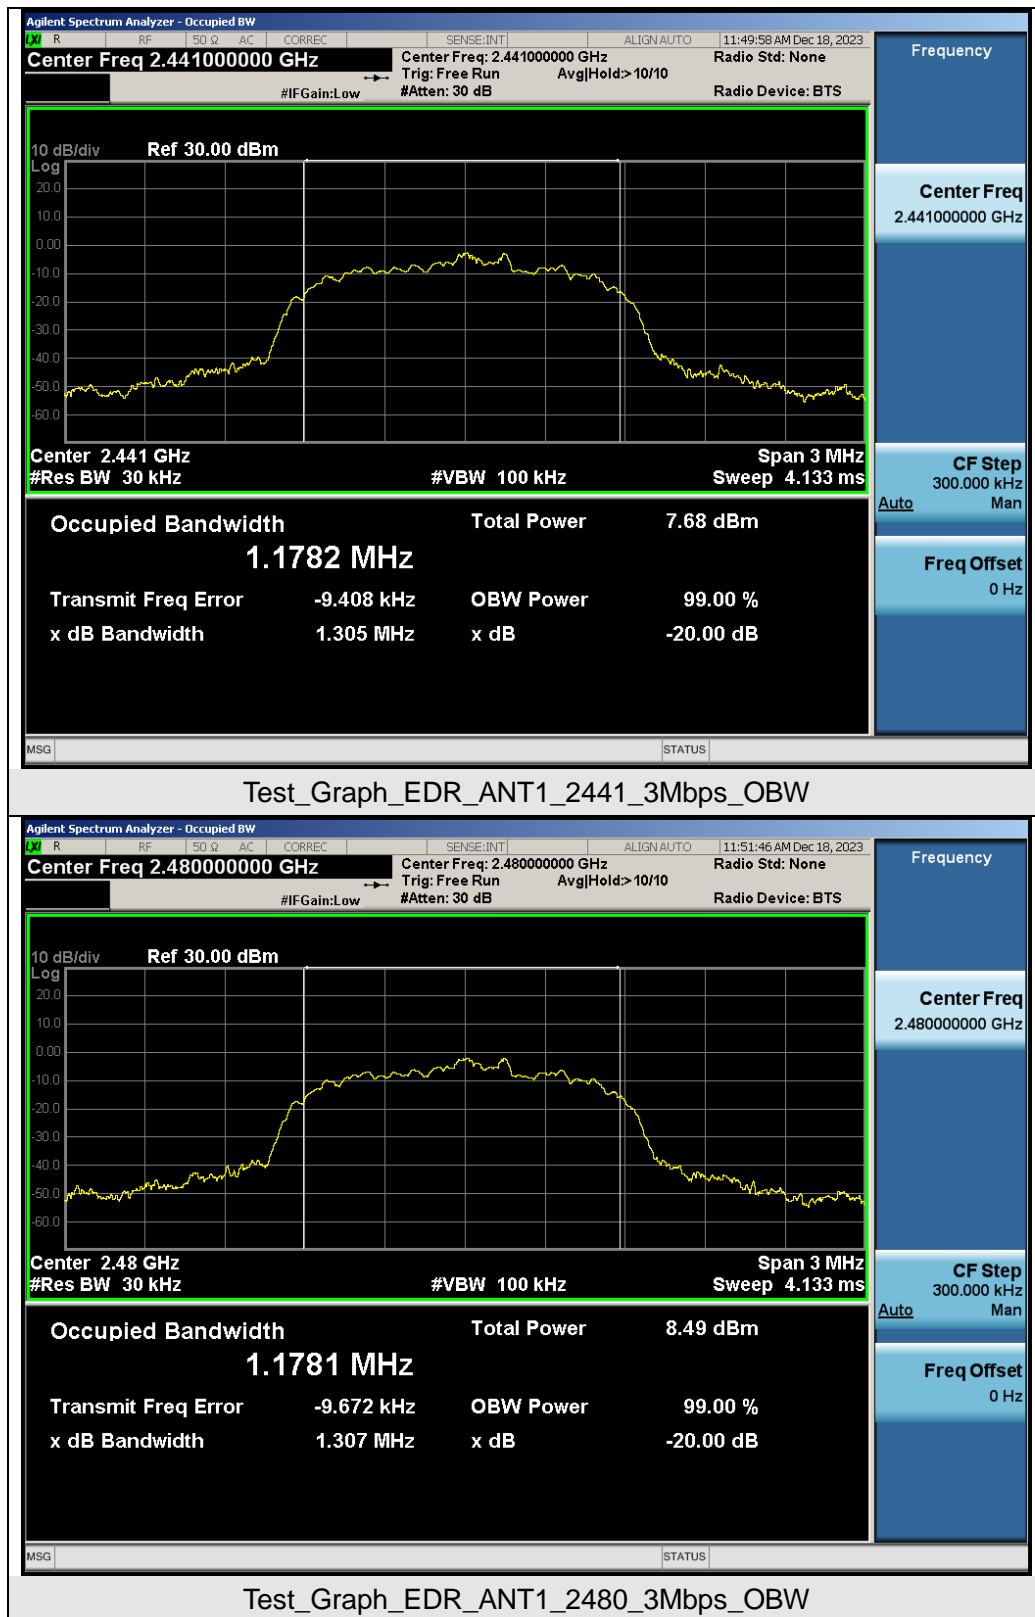 Agilent Spectrum Analyzer - Occupied BW
LXI R RF 50 Ω AC CORREC SENSE:INT ALIGN AUTO 11:49:58 AM Dec 18, 2023
Center Freq 2.441000000 GHz
Center Freq: 2.441000000 GHz
Radio Std: None
Trig: Free Run Avg|Hold:>10/10
#IFGain:Low #Atten: 30 dB Radio Device: BTS
Frequency
10 dB/div Ref 30.00 dBm
Log
20.0
10.0
0.00
-10.0
-20.0
-30.0
-40.0
-50.0
-60.0
Center 2.441 GHz Span 3 MHz
#Res BW 30 kHz #VBW 100 kHz Sweep 4.133 ms
Center Freq
2.441000000 GHz
CF Step
300.000 kHz
Auto Man
Freq Offset
0 Hz
Occupied Bandwidth Total Power 7.68 dBm
1.1782 MHz
Transmit Freq Error -9.408 kHz OBW Power 99.00 %
x dB Bandwidth 1.305 MHz x dB -20.00 dB
MSG STATUS
Test_Graph_EDR_ANT1_2441_3Mbps_OBW
Agilent Spectrum Analyzer - Occupied BW
LXI R RF 50 Ω AC CORREC SENSE:INT ALIGN AUTO 11:51:46 AM Dec 18, 2023
Center Freq 2.480000000 GHz
Center Freq: 2.480000000 GHz
Radio Std: None
Trig: Free Run Avg|Hold:>10/10
#IFGain:Low #Atten: 30 dB Radio Device: BTS
Frequency
10 dB/div Ref 30.00 dBm
Log
20.0
10.0
0.00
-10.0
-20.0
-30.0
-40.0
-50.0
-60.0
Center 2.48 GHz Span 3 MHz
#Res BW 30 kHz #VBW 100 kHz Sweep 4.133 ms
Center Freq
2.480000000 GHz
CF Step
300.000 kHz
Auto Man
Freq Offset
0 Hz
Occupied Bandwidth Total Power 8.49 dBm
1.1781 MHz
Transmit Freq Error -9.672 kHz OBW Power 99.00 %
x dB Bandwidth 1.307 MHz x dB -20.00 dB
MSG STATUS
Test_Graph_EDR_ANT1_2480_3Mbps_OBW